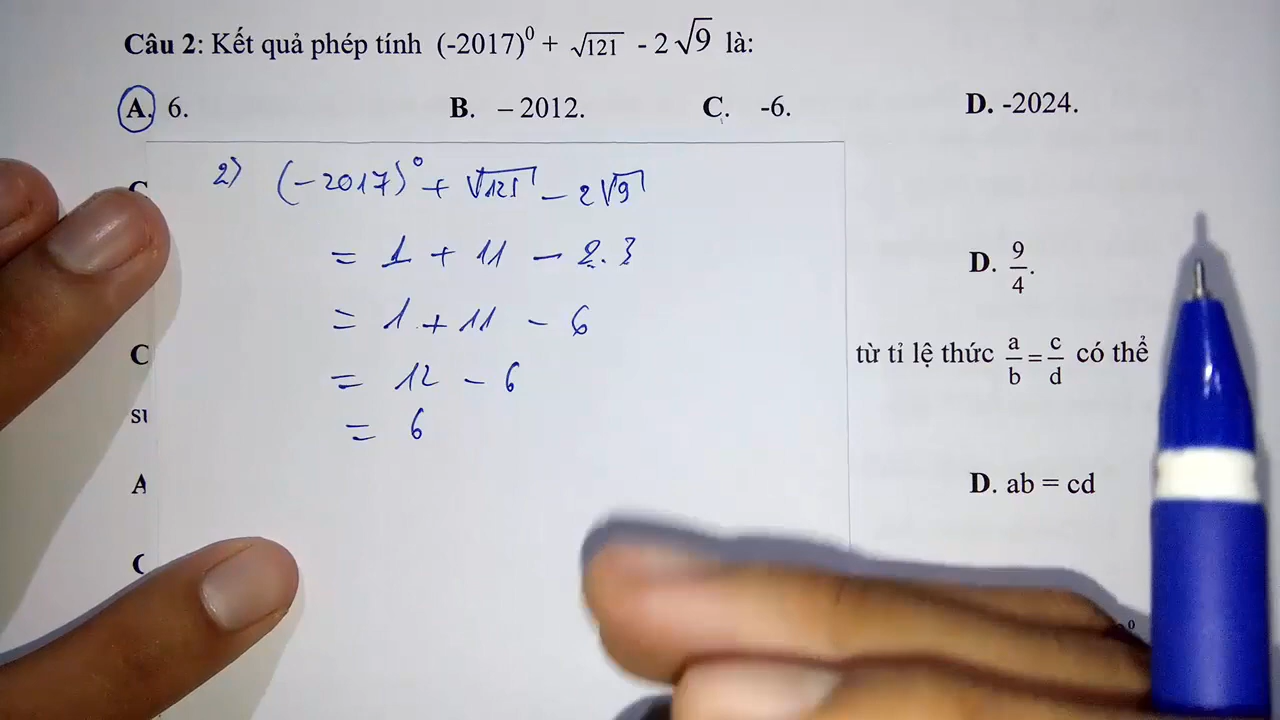 Câu 2: Kết quả phép tính (-2017)⁰ + √121 - 2√9 là:
A. 6. B. – 2012. C. -6. D. -2024.
2) (-2017)⁰ + √121 - 2√9
= 1 + 11 - 2.3
D. 9/4.
= 1 + 11 - 6
C
từ tỉ lệ thức a/b = c/d có thể
= 12 - 6
su
= 6
A
D. ab = cd